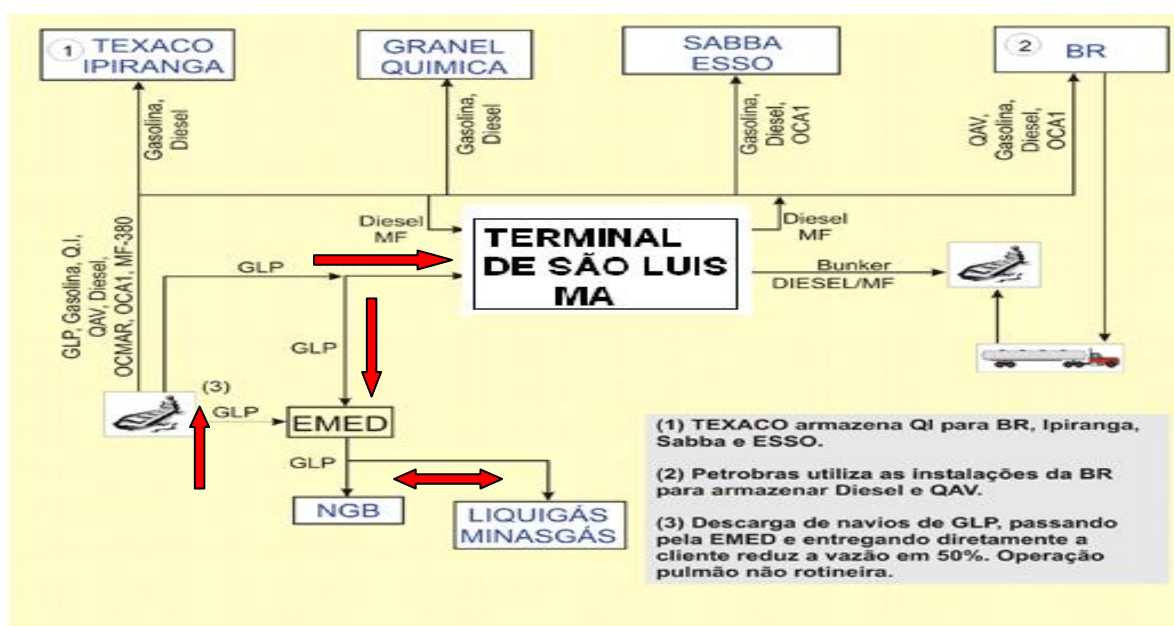 1 TEXACO
IPIRANGA
GRANEL
QUIMICA
SABBA
ESSO
2 BR
Gasolina,
Diesel
Gasolina,
Diesel
Gasolina,
Diesel,
OCA1
QAV,
Gasolina,
Diesel,
OCA1
GLP, Gasolina, Q.I,
QAV, Diesel,
OCMAR, OCA1, MF-380
Diesel
MF
TERMINAL
DE SÃO LUIS
MA
Diesel
MF
GLP
Bunker
DIESEL/MF
GLP
(3)
GLP
EMED
GLP
NGB
LIQUIGÁS
MINASGÁS
(1) TEXACO armazena QI para BR, Ipiranga,
Sabba e ESSO.
(2) Petrobras utiliza as instalações da BR
para armazenar Diesel e QAV.
(3) Descarga de navios de GLP, passando
pela EMED e entregando diretamente a
cliente reduz a vazão em 50%. Operação
pulmão não rotineira.